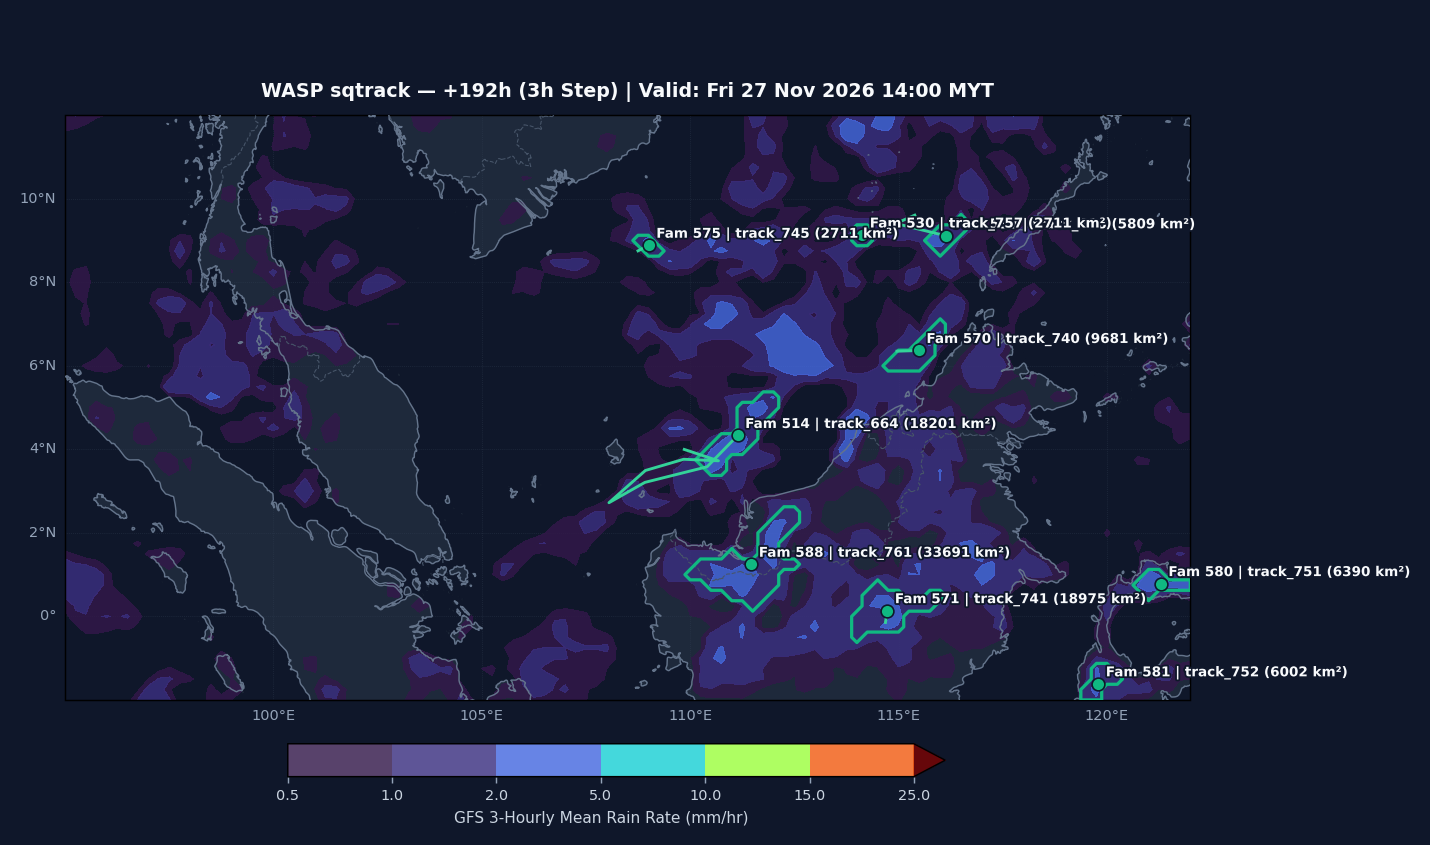 WASP sqtrack — +192h (3h Step) | Valid: Fri 27 Nov 2026 14:00 MYT
10°N
8°N
6°N
4°N
2°N
0°
Fam 575 | track_745 (2711 km²)
Fam 530 | track_757 (2711 km²)
(5809 km²)
Fam 570 | track_740 (9681 km²)
Fam 514 | track_664 (18201 km²)
Fam 588 | track_761 (33691 km²)
Fam 580 | track_751 (6390 km²)
Fam 571 | track_741 (18975 km²)
Fam 581 | track_752 (6002 km²)
100°E 105°E 110°E 115°E 120°E
0.5 1.0 2.0 5.0 10.0 15.0 25.0
GFS 3-Hourly Mean Rain Rate (mm/hr)